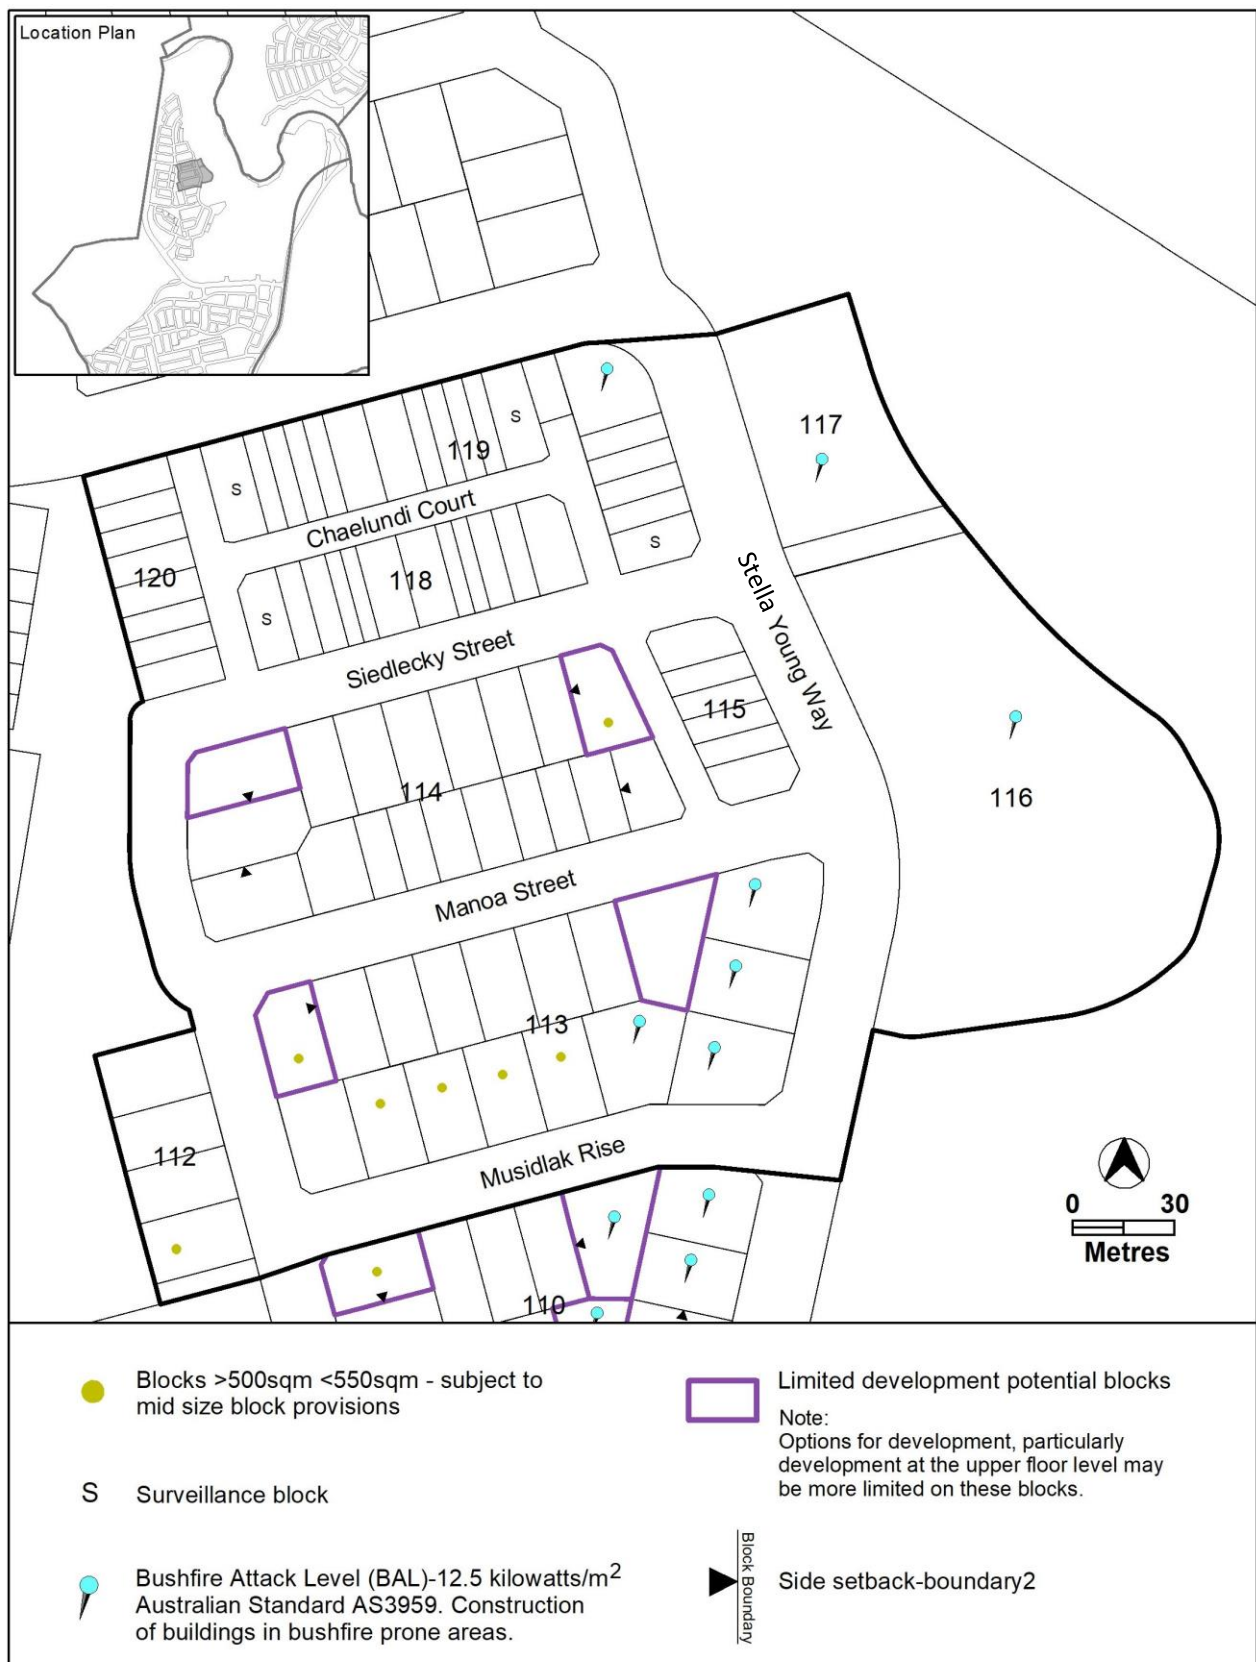 Location Plan
117
S
119
S
Chaelundi Court
S
120
118
S
Stella Young Way
Siedlecky Street
115
114
116
Manoa Street
113
112
Musidlak Rise
0 30
Metres
110
Blocks >500sqm <550sqm - subject to
mid size block provisions
S Surveillance block
Bushfire Attack Level (BAL)-12.5 kilowatts/m2
Australian Standard AS3959. Construction
of buildings in bushfire prone areas.
Limited development potential blocks
Note:
Options for development, particularly
development at the upper floor level may
be more limited on these blocks.
Block Boundary
Side setback-boundary2